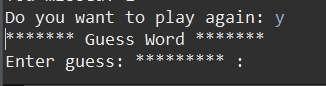 Do you want to play again: y
******* Guess Word *******
Enter guess: ********* :